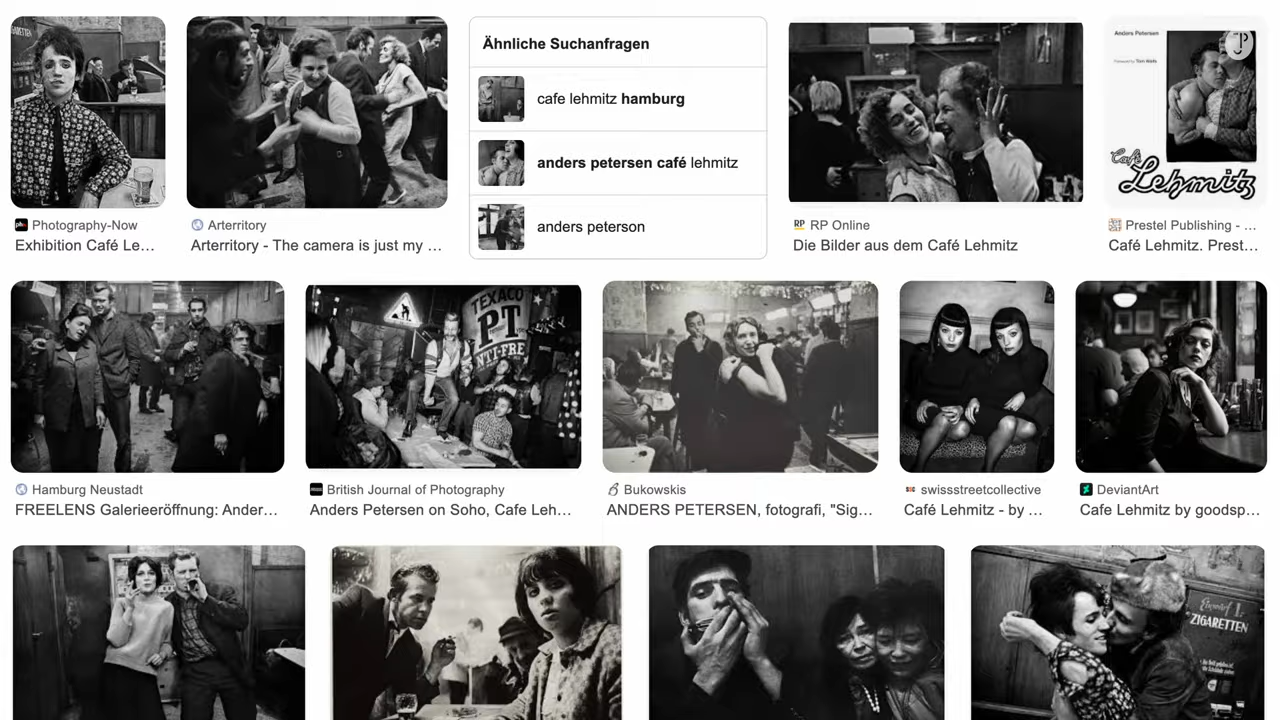 Ähnliche Suchanfragen
cafe lehmitz hamburg
anders petersen café lehmitz
anders peterson
Anders Petersen
Café
Lehmitz
Photography-Now
Exhibition Café Le...
Arterritory
Arterritory - The camera is just my ...
RP
RP Online
Die Bilder aus dem Café Lehmitz
Prestel Publishing - ...
Café Lehmitz. Prest...
TEXACO
PT
NTI-FRE
Hamburg Neustadt
FREELENS Galerieeröffnung: Ander...
British Journal of Photography
Anders Petersen on Soho, Cafe Leh...
Bukowskis
ANDERS PETERSEN, fotografi, "Sig...
swissstreetcollective
Café Lehmitz - by ...
DeviantArt
Cafe Lehmitz by goodsp...
ZIGARETTEN